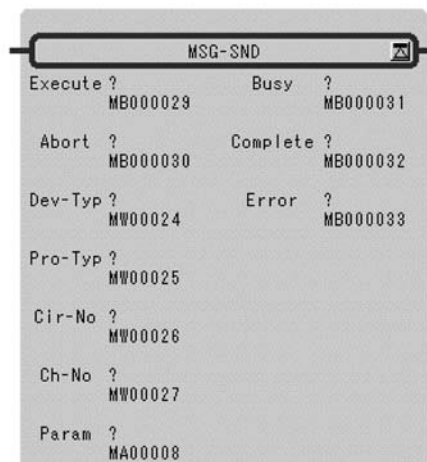 MSG-SND
Execute ? Busy ?
MB000029 MB000031
Abort ? Complete ?
MB000030 MB000032
Dev-Typ ? Error ?
MW00024 MB000033
Pro-Typ ?
MW00025
Cir-No ?
MW00026
Ch-No ?
MW00027
Param ?
MA00008